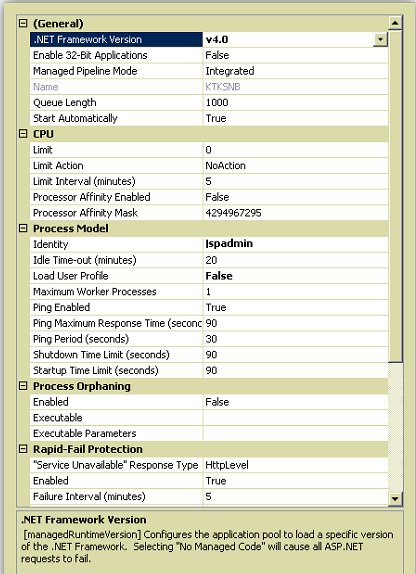 (General)
.NET Framework Version v4.0
Enable 32-Bit Applications False
Managed Pipeline Mode Integrated
Name KTKSNB
Queue Length 1000
Start Automatically True
CPU
Limit 0
Limit Action NoAction
Limit Interval (minutes) 5
Processor Affinity Enabled False
Processor Affinity Mask 4294967295
Process Model
Identity |spadmin
Idle Time-out (minutes) 20
Load User Profile False
Maximum Worker Processes 1
Ping Enabled True
Ping Maximum Response Time (second 90
Ping Period (seconds) 30
Shutdown Time Limit (seconds) 90
Startup Time Limit (seconds) 90
Process Orphaning
Enabled False
Executable
Executable Parameters
Rapid-Fail Protection
"Service Unavailable" Response Type HttpLevel
Enabled True
Failure Interval (minutes) 5
.NET Framework Version
[managedRuntimeVersion] Configures the application pool to load a specific version
of the .NET Framework. Selecting "No Managed Code" will cause all ASP.NET
requests to fail.